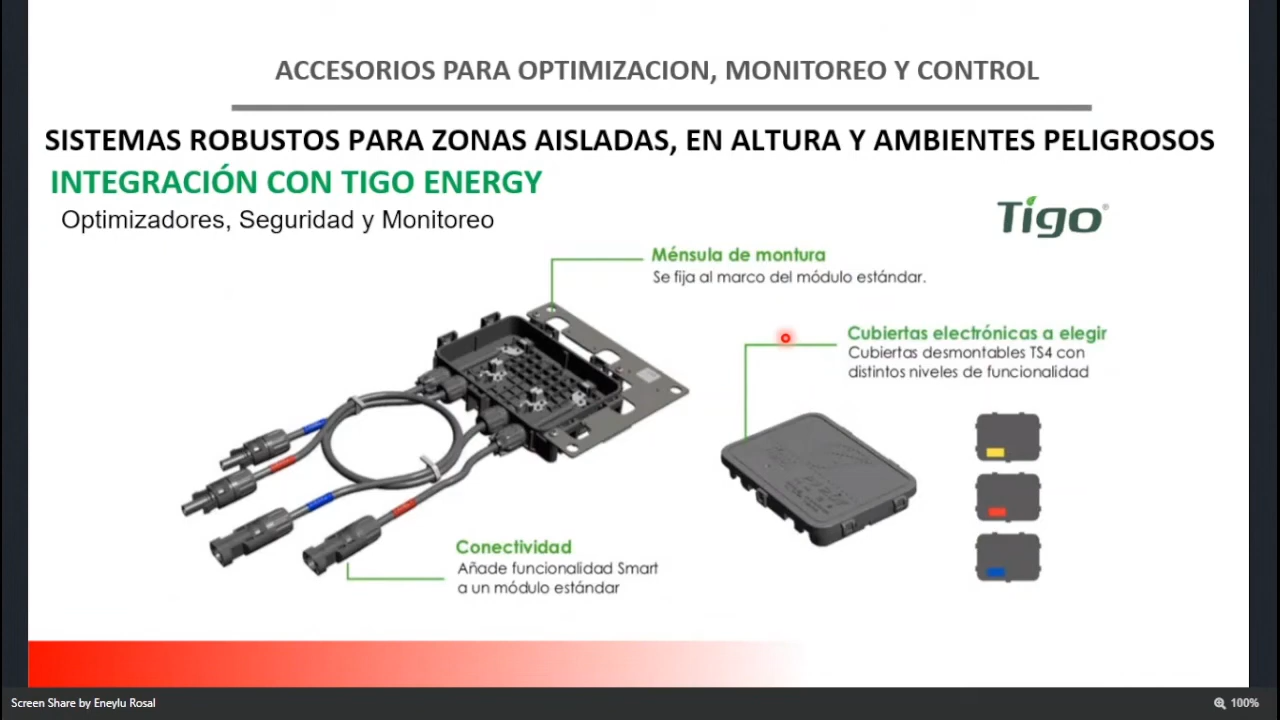 ACCESORIOS PARA OPTIMIZACION, MONITOREO Y CONTROL
SISTEMAS ROBUSTOS PARA ZONAS AISLADAS, EN ALTURA Y AMBIENTES PELIGROSOS
INTEGRACIÓN CON TIGO ENERGY
Optimizadores, Seguridad y Monitoreo
Tigo®
Ménsula de montura
Se fija al marco del módulo estándar.
Cubiertas electrónicas a elegir
Cubiertas desmontables TS4 con
distintos niveles de funcionalidad
Conectividad
Añade funcionalidad Smart
a un módulo estándar
Screen Share by Eneylu Rosal
100%